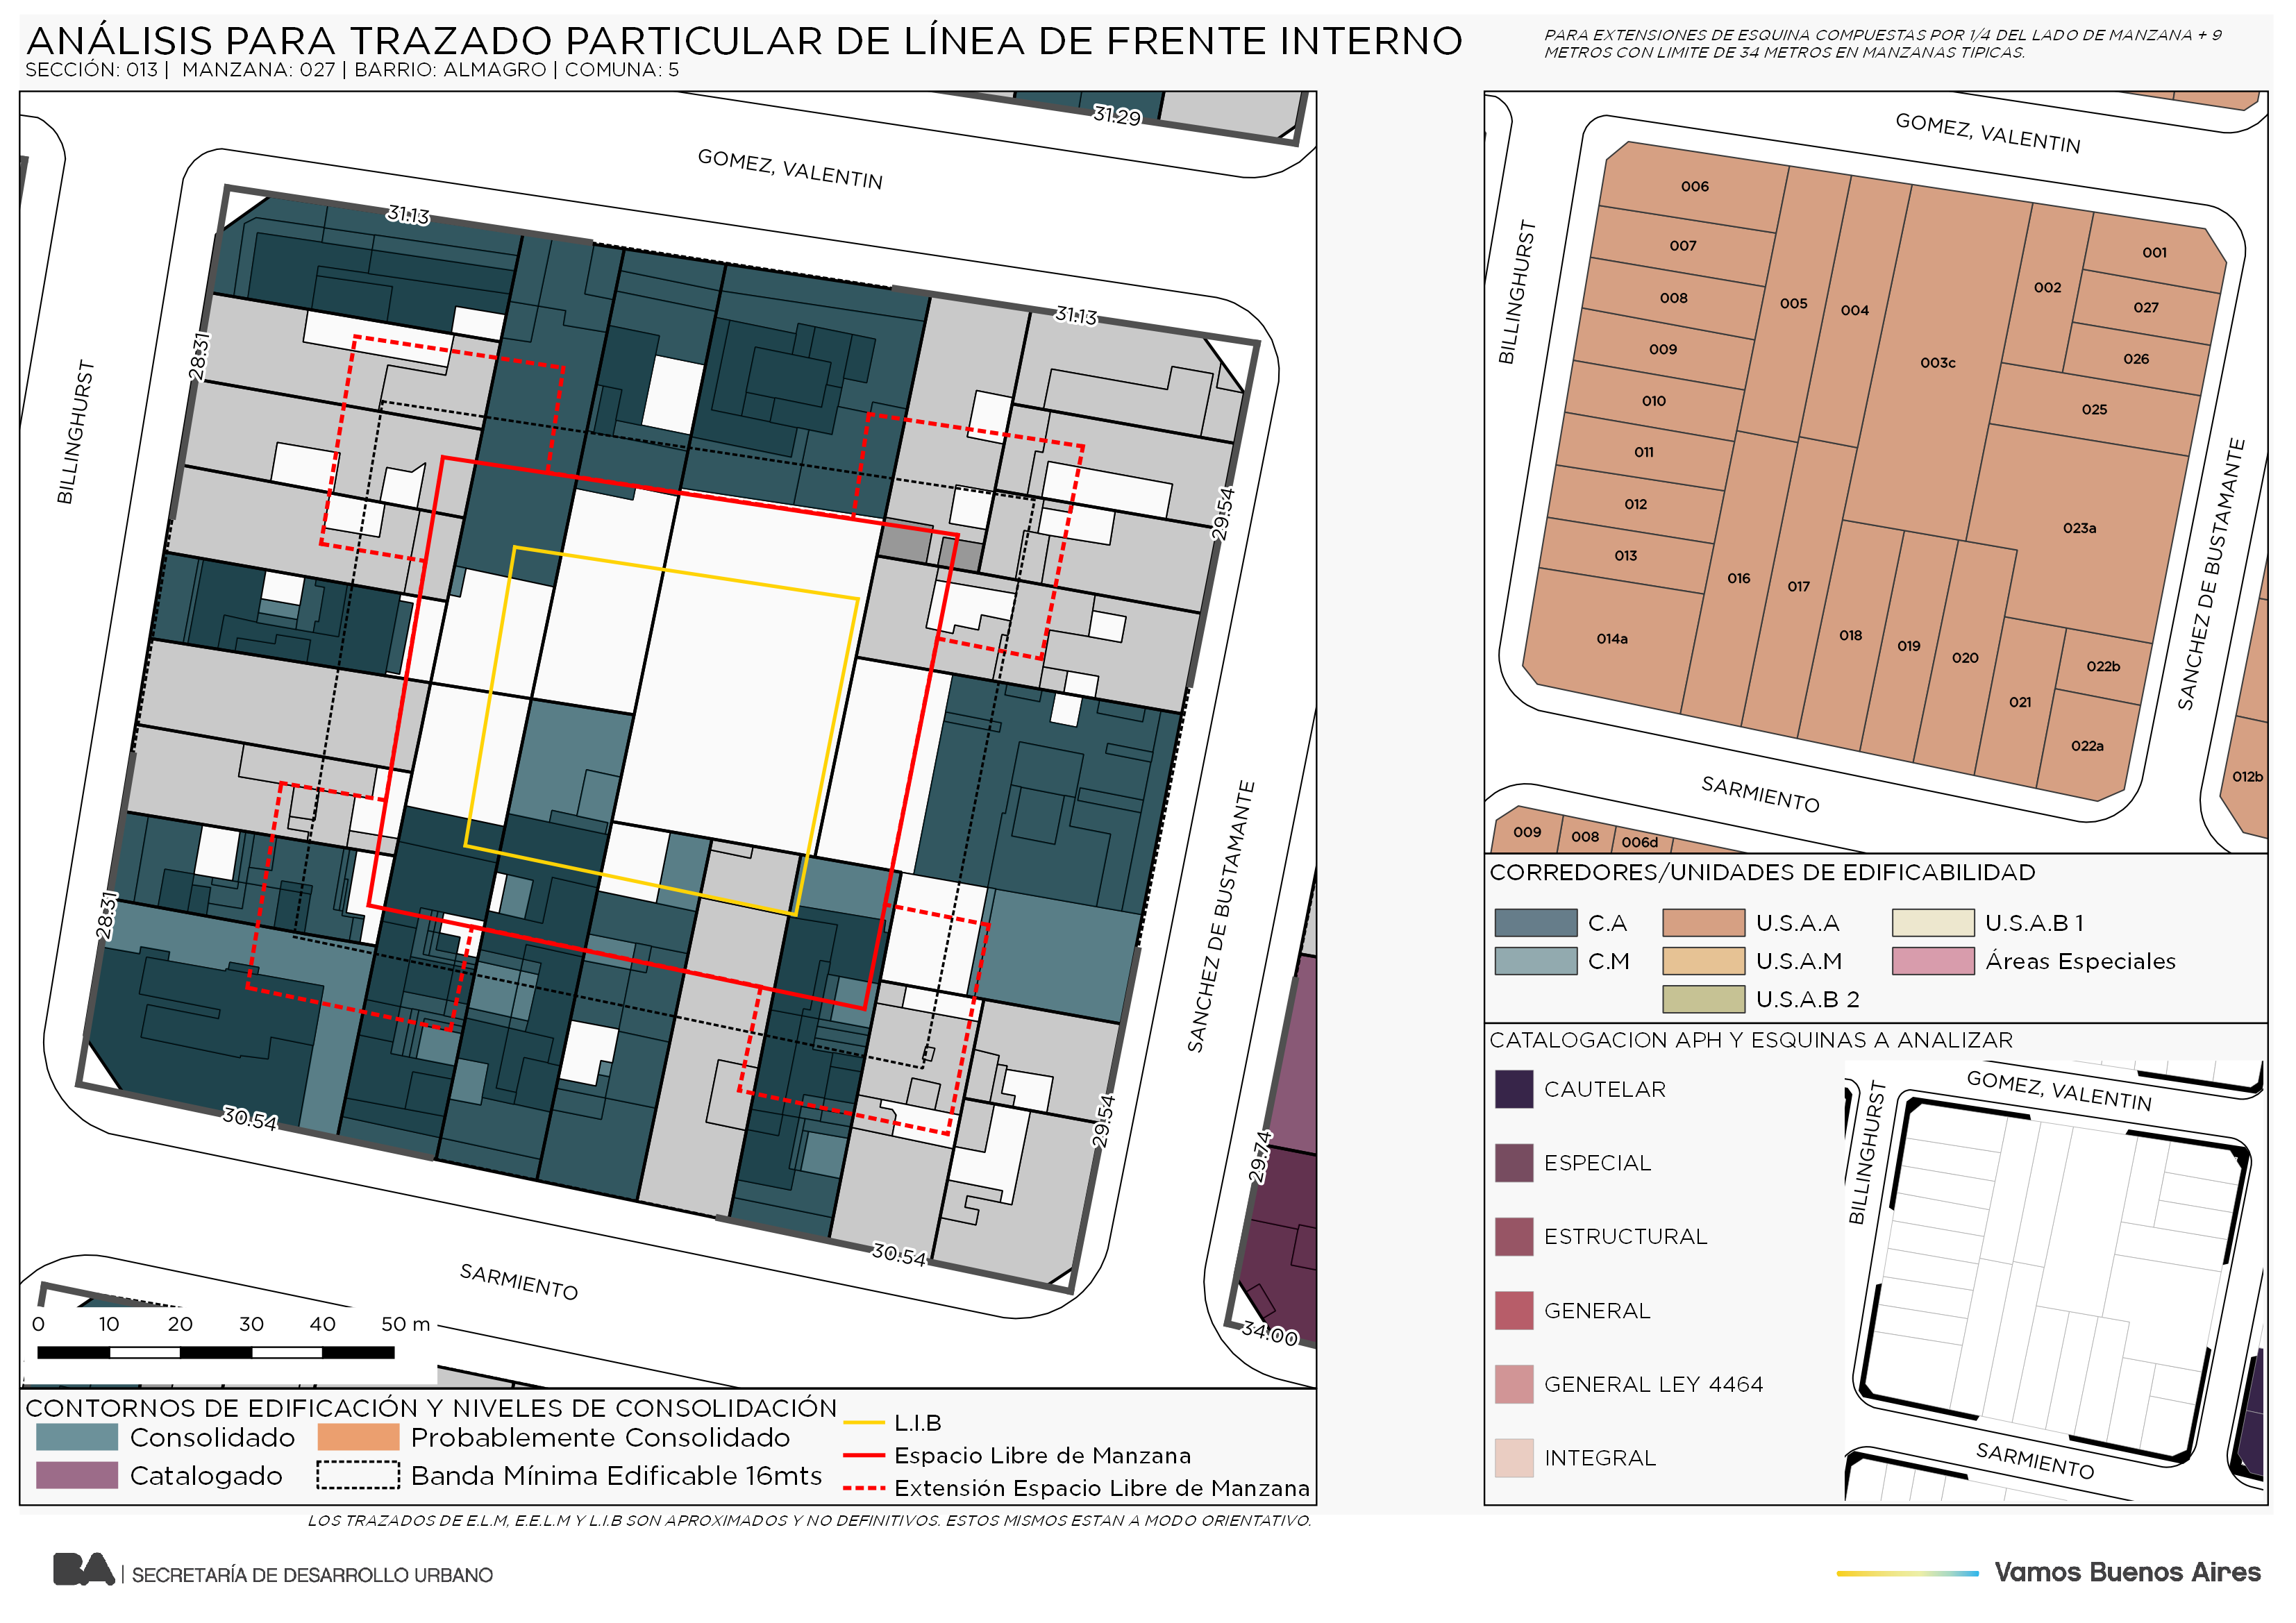 ANÁLISIS PARA TRAZADO PARTICULAR DE LÍNEA DE FRENTE INTERNO
SECCIÓN: 013 | MANZANA: 027 | BARRIO: ALMAGRO | COMUNA: 5
PARA EXTENSIONES DE ESQUINA COMPUESTAS POR 1/4 DEL LADO DE MANZANA + 9
METROS CON LIMITE DE 34 METROS EN MANZANAS TIPICAS.
31.29
GOMEZ, VALENTIN
31.13
31.13
28.31
BILLINGHURST
29.54
SANCHEZ DE BUSTAMANTE
28.31
30.54
29.54
29.74
30.54
SARMIENTO
34.00
0 10 20 30 40 50 m
GOMEZ, VALENTIN
BILLINGHURST
SANCHEZ DE BUSTAMANTE
SARMIENTO
006
007
008
009
010
011
012
013
014a
005
004
003c
002
001
027
026
025
023a
016
017
018
019
020
021
022b
022a
012b
009
008
006d
CORREDORES/UNIDADES DE EDIFICABILIDAD
C.A
U.S.A.A
U.S.A.B 1
C.M
U.S.A.M
Áreas Especiales
U.S.A.B 2
CATALOGACION APH Y ESQUINAS A ANALIZAR
CAUTELAR
ESPECIAL
ESTRUCTURAL
GENERAL
GENERAL LEY 4464
INTEGRAL
GOMEZ, VALENTIN
BILLINGHURST
SARMIENTO
CONTORNOS DE EDIFICACIÓN Y NIVELES DE CONSOLIDACIÓN
Consolidado
Probablemente Consolidado
Catalogado
Banda Mínima Edificable 16mts
L.I.B
Espacio Libre de Manzana
Extensión Espacio Libre de Manzana
LOS TRAZADOS DE E.L.M, E.E.L.M Y L.I.B SON APROXIMADOS Y NO DEFINITIVOS. ESTOS MISMOS ESTAN A MODO ORIENTATIVO.
BA | SECRETARÍA DE DESARROLLO URBANO
Vamos Buenos Aires